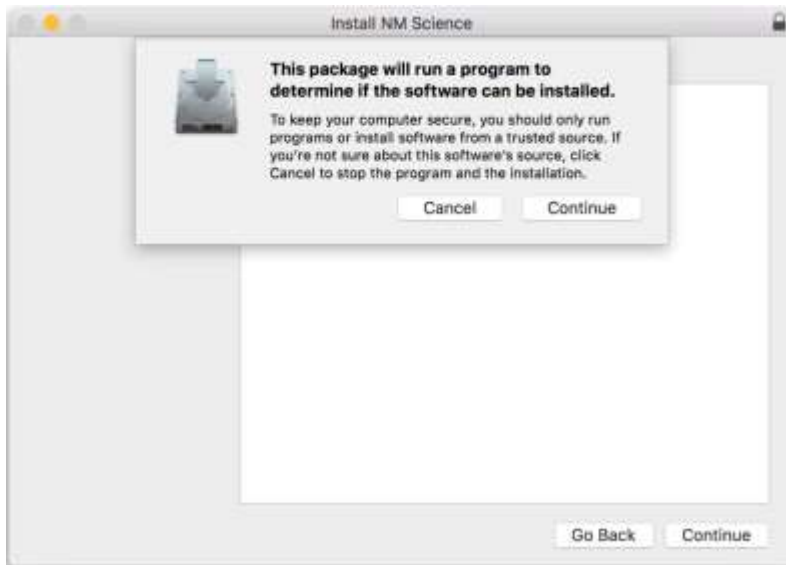 Install NM Science
This package will run a program to
determine if the software can be installed.
To keep your computer secure, you should only run
programs or install software from a trusted source. If
you're not sure about this software's source, click
Cancel to stop the program and the installation.
Cancel
Continue
Go Back
Continue